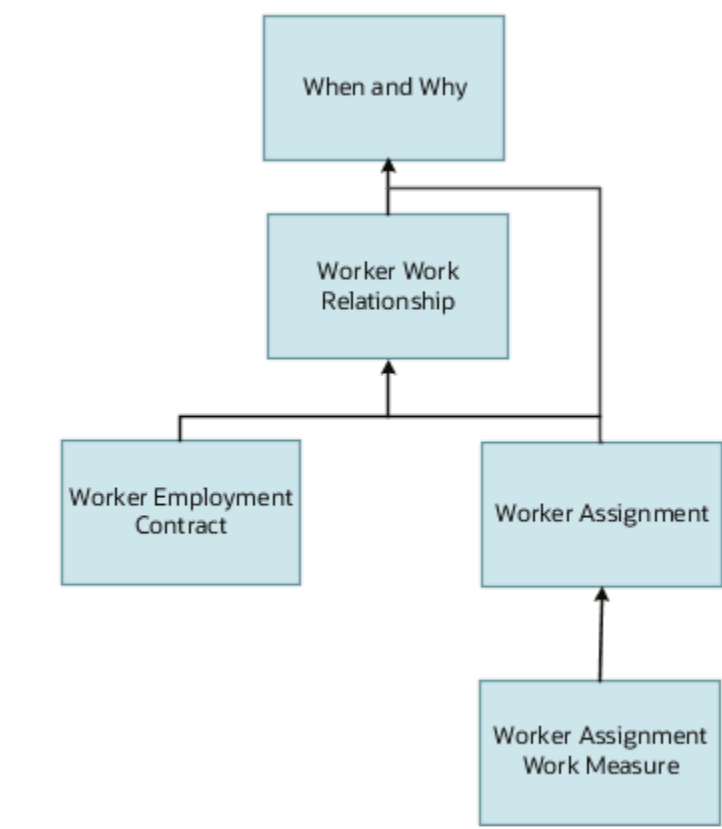 When and Why
Worker Work
Relationship
Worker Employment
Contract
Worker Assignment
Worker Assignment
Work Measure